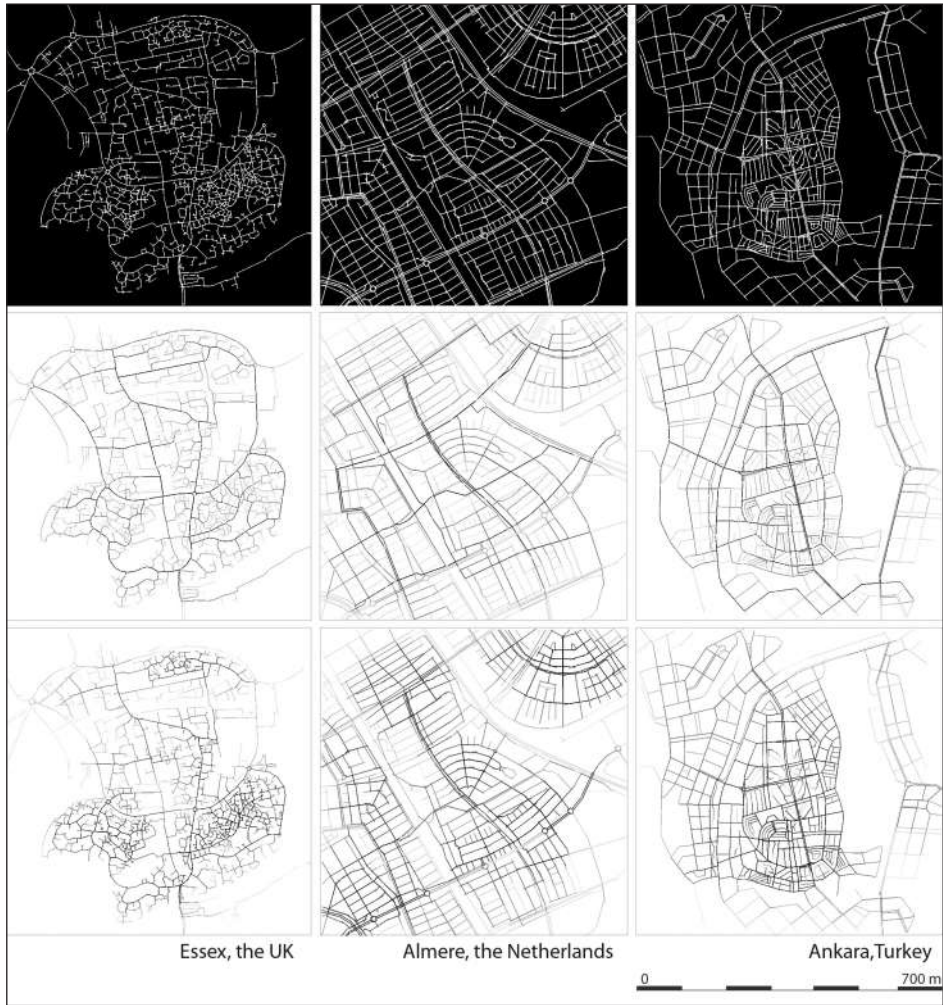 Essex, the UK
Almere, the Netherlands
Ankara,Turkey
0
700 m